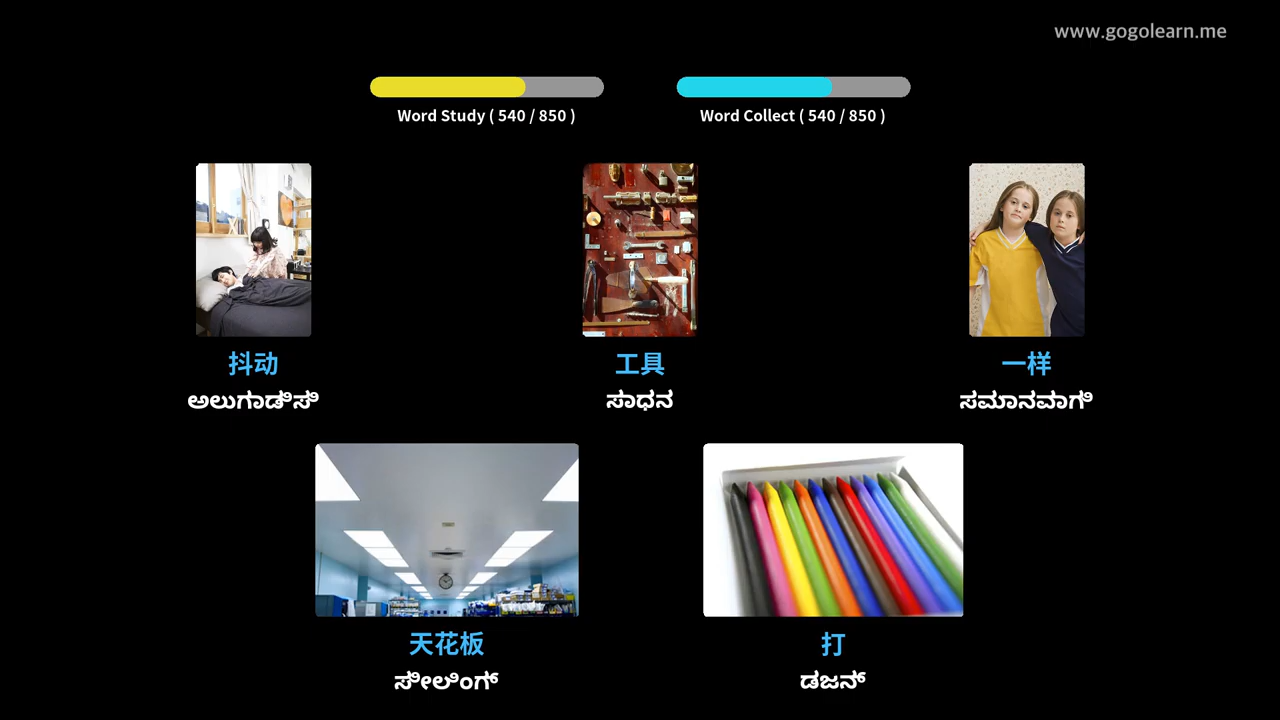 www.gogolearn.me
Word Study ( 540 / 850 )
Word Collect ( 540 / 850 )
抖动
ಅಲುಗಾಡಿಸಿ
工具
ಸಾಧನ
一样
ಸಮಾನವಾಗಿ
天花板
ಸೀಲಿಂಗ್
打
ಡಜನ್